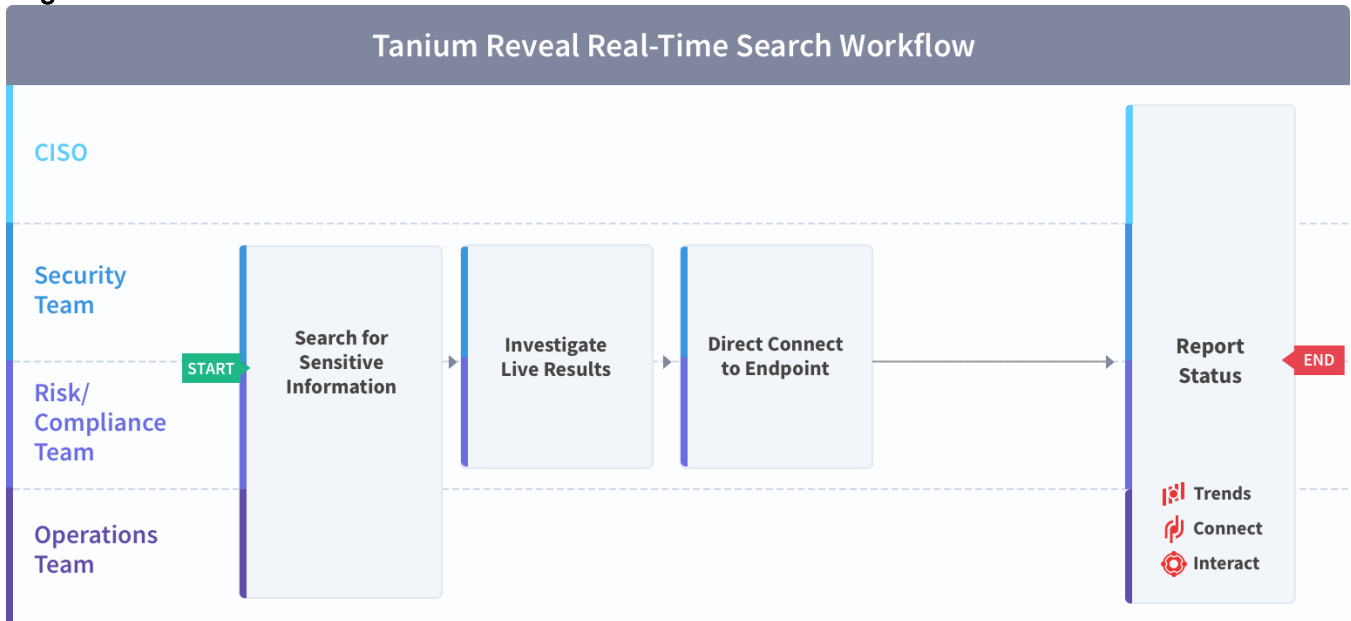 Tanium Reveal Real-Time Search Workflow
CISO
Security
Team
START
Risk/
Compliance
Team
Operations
Team
Search for
Sensitive
Information
Investigate
Live Results
Direct Connect
to Endpoint
Report
Status
END
Trends
Connect
Interact